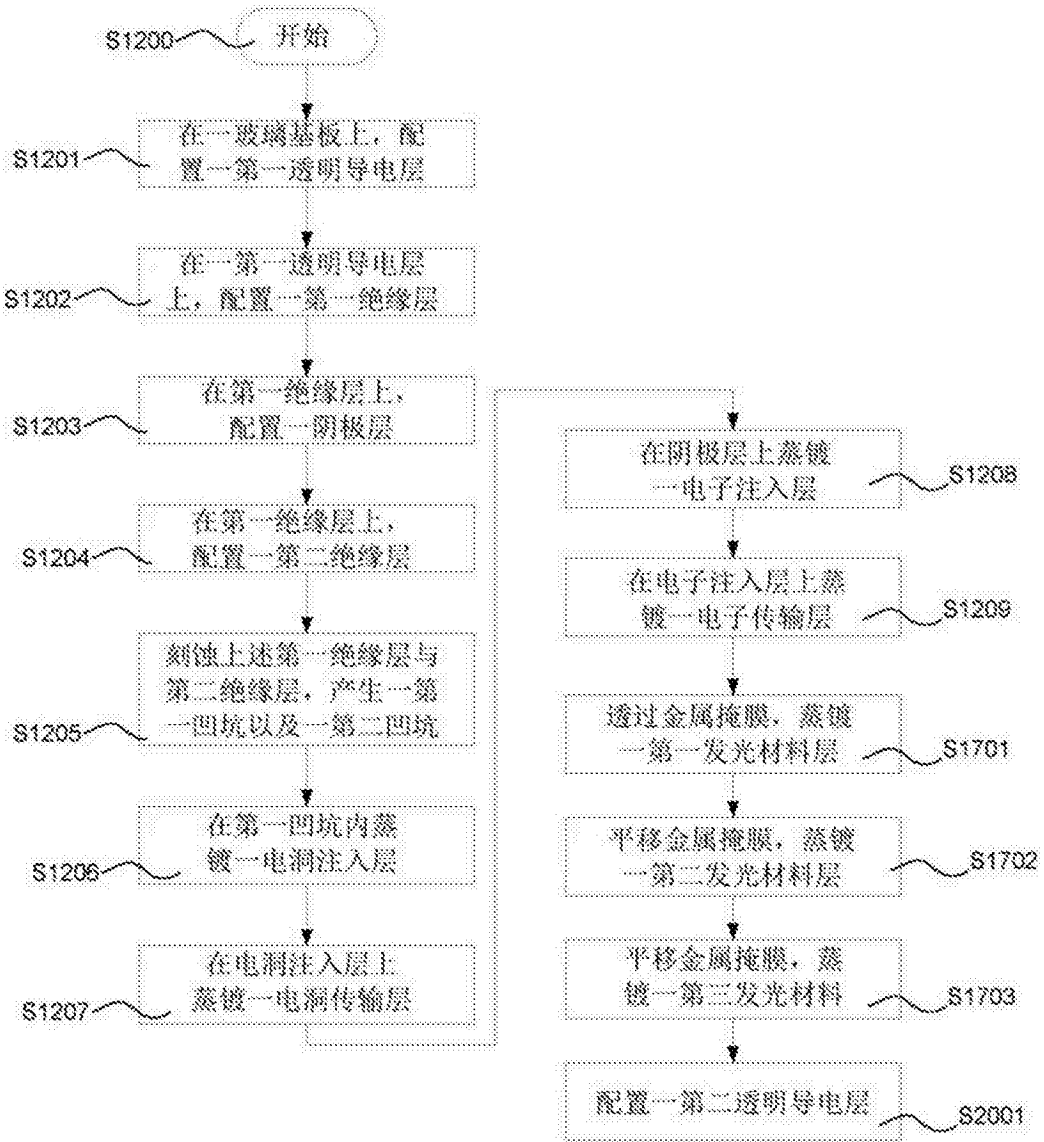 S1200
开始
S1201
在一玻璃基板上，配
置一第一透明导电层
S1202
在一第一透明导电层
上，配置一第一绝缘层
S1203
在第一绝缘层上，
配置一阴极层
S1204
在第一绝缘层上，
配置一第二绝缘层
S1205
刻蚀上述第一绝缘层与
第二绝缘层，产生一第
一凹坑以及一第二凹坑
S1206
在第一凹坑内蒸
镀一电洞注入层
S1207
在电洞注入层上
蒸镀一电洞传输层
在阴极层上蒸镀
一电子注入层
S1208
在电子注入层上蒸
镀一电子传输层
S1209
透过金属掩膜，蒸镀
一第一发光材料层
S1701
平移金属掩膜，蒸镀
一第二发光材料层
S1702
平移金属掩膜，蒸
镀一第三发光材料
S1703
配置一第二透明导电层
S2001